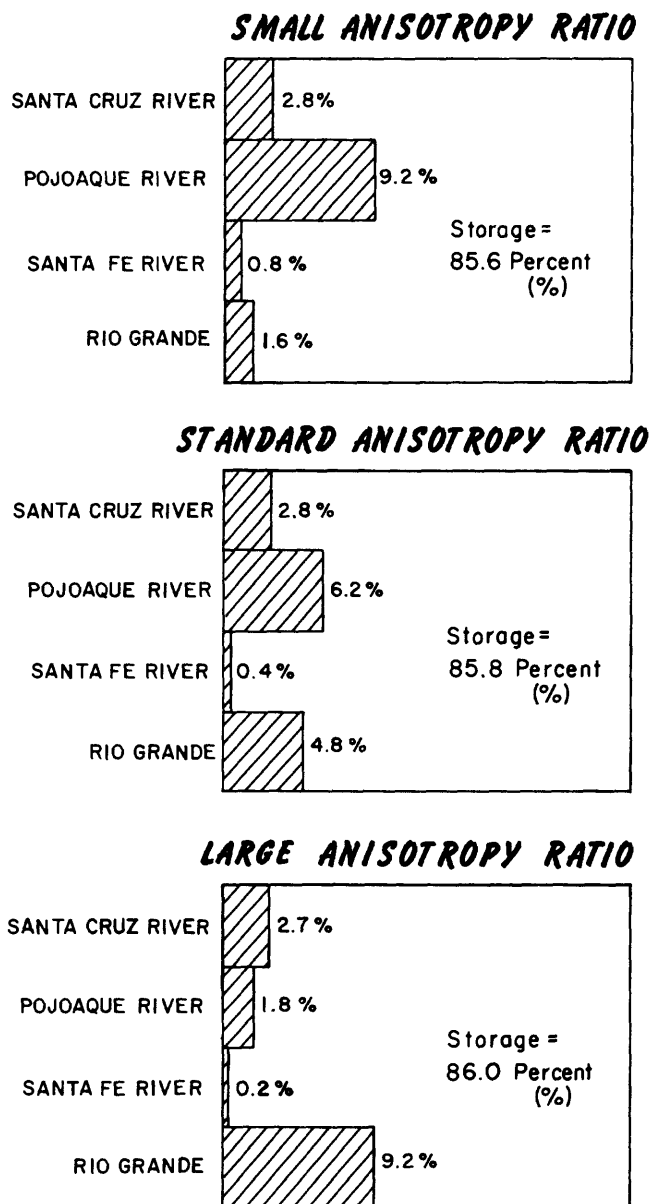 SMALL ANISOTROPY RATIO
SANTA CRUZ RIVER 2.8%
POJOAQUE RIVER 9.2%
SANTA FE RIVER 0.8%
RIO GRANDE 1.6%
Storage =
85.6 Percent
(%)
STANDARD ANISOTROPY RATIO
SANTA CRUZ RIVER 2.8%
POJOAQUE RIVER 6.2%
SANTA FE RIVER 0.4%
RIO GRANDE 4.8%
Storage =
85.8 Percent
(%)
LARGE ANISOTROPY RATIO
SANTA CRUZ RIVER 2.7%
POJOAQUE RIVER 1.8%
SANTA FE RIVER 0.2%
RIO GRANDE 9.2%
Storage =
86.0 Percent
(%)